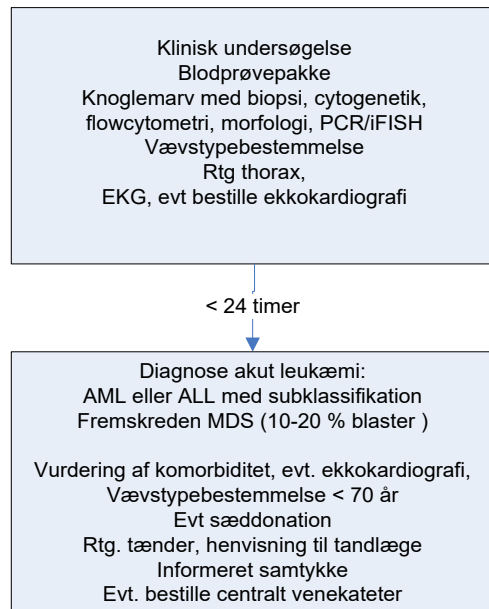 Klinisk undersøgelse
Blodprøvepakke
Knoglemarv med biopsi, cytogenetik,
flowcytometri, morfologi, PCR/iFISH
Vævstypebestemmelse
Rtg thorax,
EKG, evt bestille ekkokardiografi
< 24 timer
Diagnose akut leukæmi:
AML eller ALL med subklassifikation
Fremskreden MDS (10-20 % blaster )
Vurdering af komorbiditet, evt. ekkokardiografi,
Vævstypebestemmelse < 70 år
Evt sæddonation
Rtg. tænder, henvisning til tandlæge
Informeret samtykke
Evt. bestille centralt venekateter